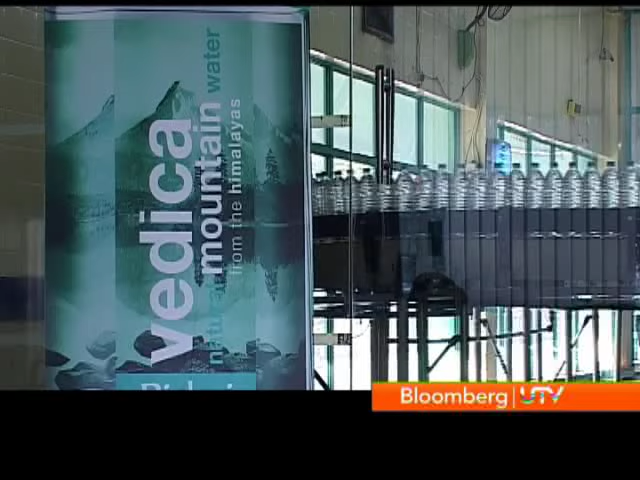 vedica
natural mountain water
from the himalayas
Bloomberg | UTV